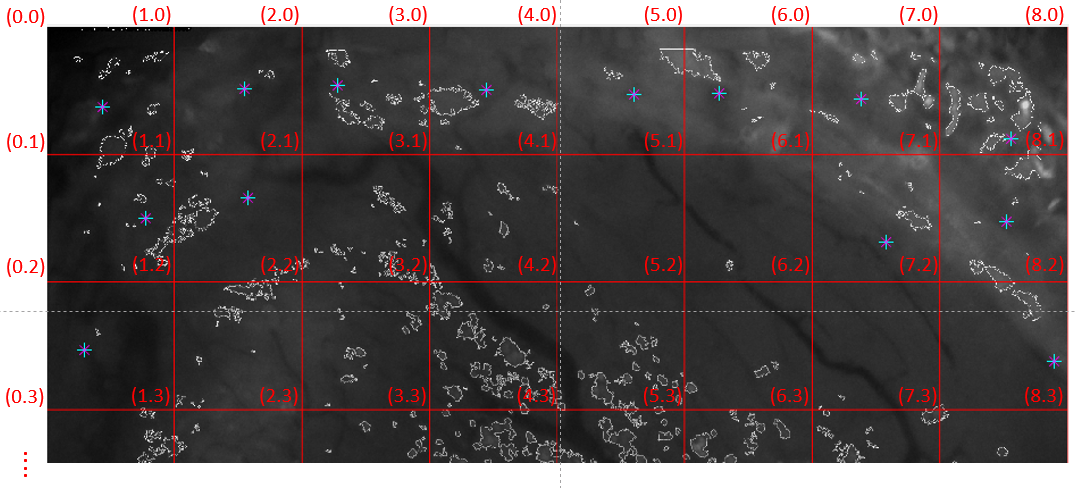 (0.0) (1.0) (2.0) (3.0) (4.0) (5.0) (6.0) (7.0) (8.0)
(0.1) (1.1) (2.1) (3.1) (4.1) (5.1) (6.1) (7.1) (8.1)
(0.2) (1.2) (2.2) (3.2) (4.2) (5.2) (6.2) (7.2) (8.2)
(0.3) (1.3) (2.3) (3.3) (4.3) (5.3) (6.3) (7.3) (8.3)